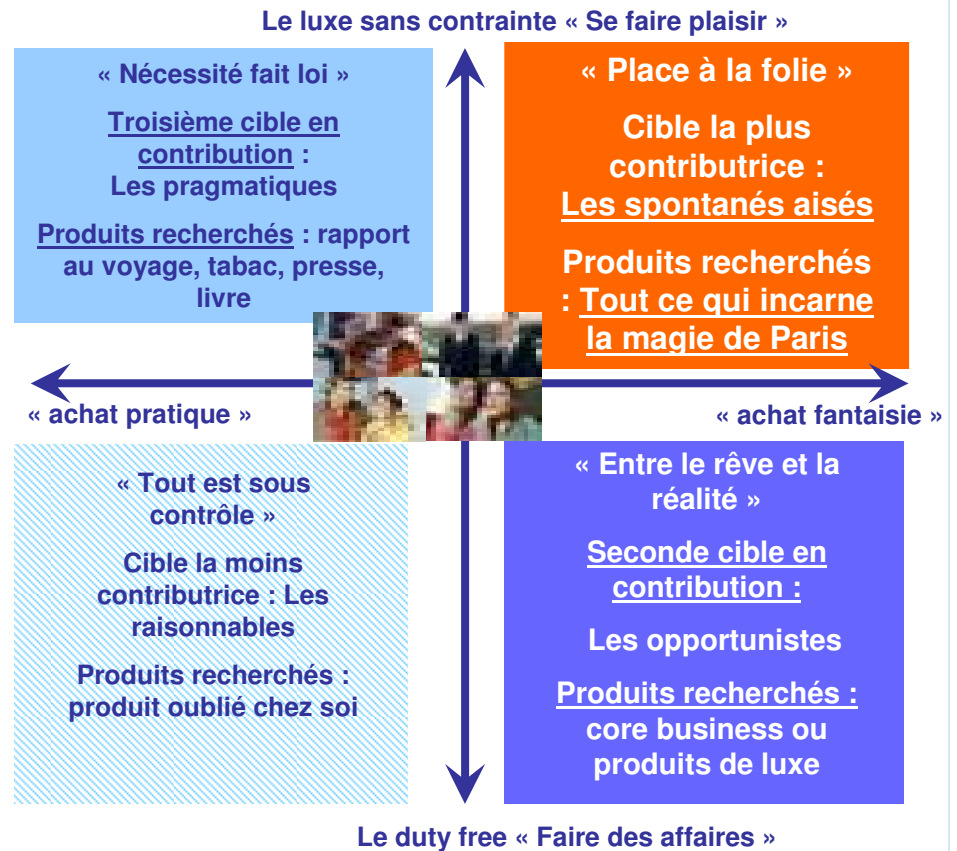 Le luxe sans contrainte « Se faire plaisir »
« Nécessité fait loi »
Troisième cible en
contribution :
Les pragmatiques
Produits recherchés : rapport
au voyage, tabac, presse,
livre
« Place à la folie »
Cible la plus
contributrice :
Les spontanés aisés
Produits recherchés
: Tout ce qui incarne
la magie de Paris
« achat pratique »
« achat fantaisie »
« Tout est sous
contrôle »
Cible la moins
contributrice : Les
raisonnables
Produits recherchés :
produit oublié chez soi
« Entre le rêve et la
réalité »
Seconde cible en
contribution :
Les opportunistes
Produits recherchés :
core business ou
produits de luxe
Le duty free « Faire des affaires »